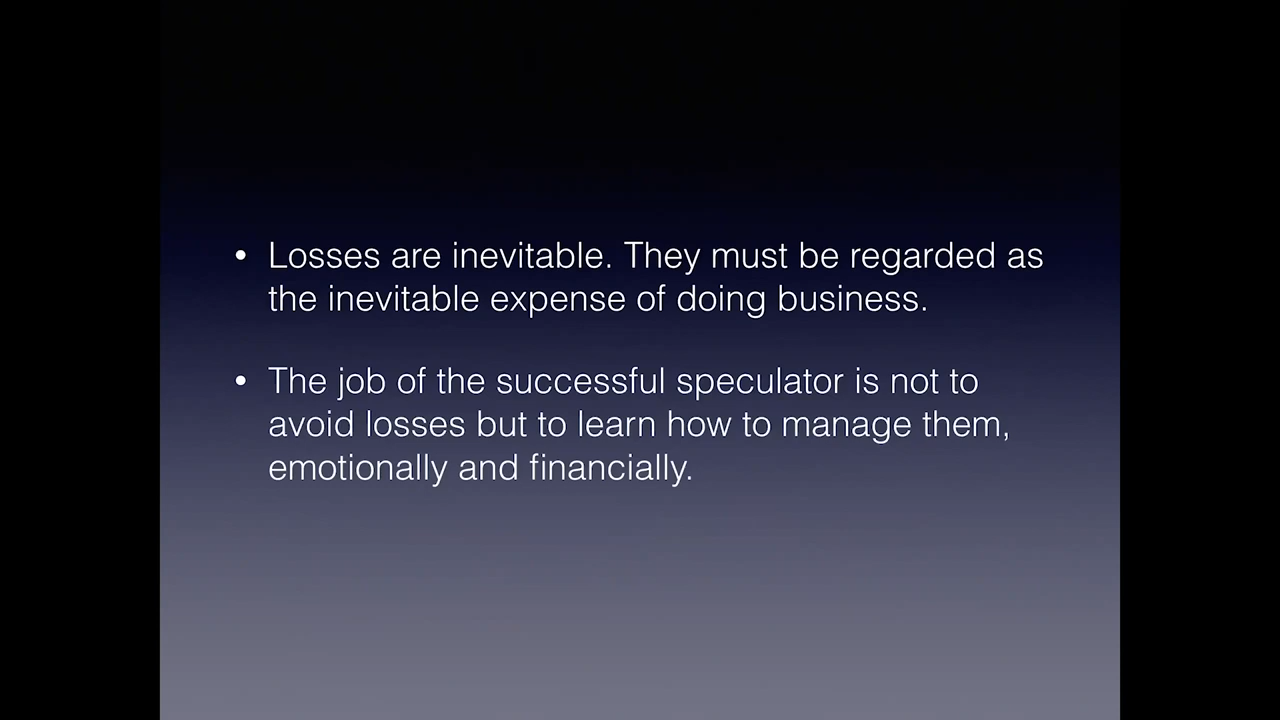 • Losses are inevitable. They must be regarded as
the inevitable expense of doing business.
• The job of the successful speculator is not to
avoid losses but to learn how to manage them,
emotionally and financially.